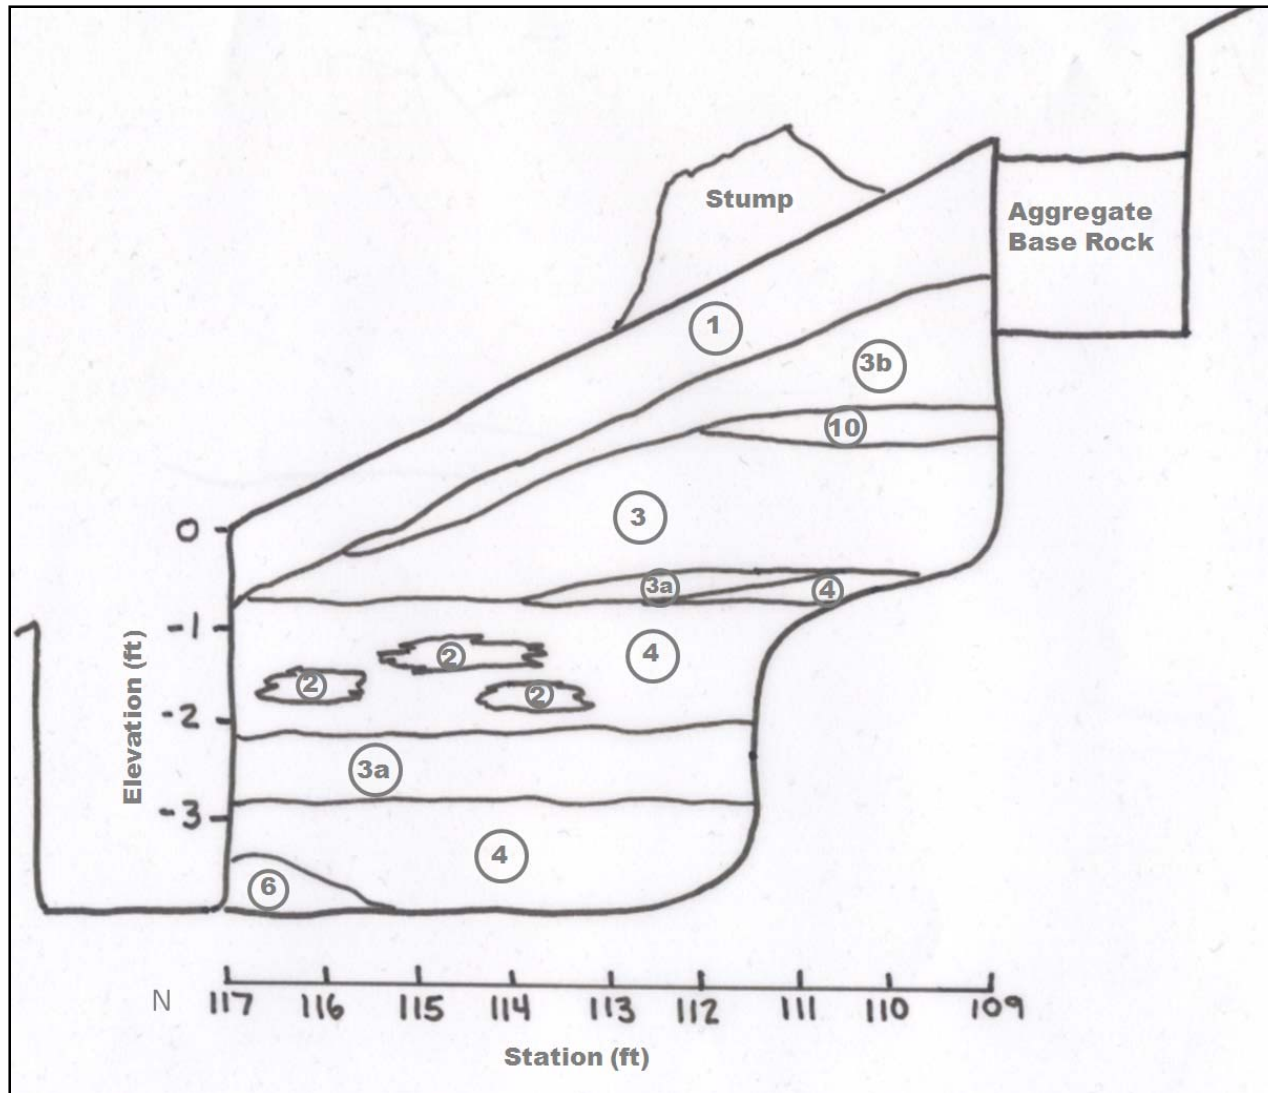 Stump
Aggregate
Base Rock
1
3b
10
3
0
3a
4
-1
2
4
2
2
-2
3a
-3
4
6
Elevation (ft)
N 117 116 115 114 113 112 111 110 109
Station (ft)